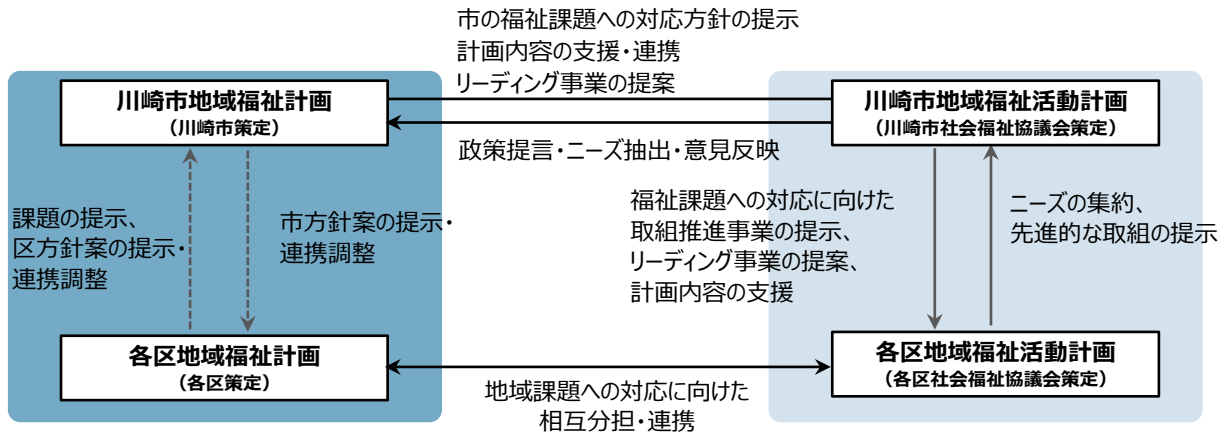 市の福祉課題への対応方針の提示
計画内容の支援・連携
リーディング事業の提案
川崎市地域福祉計画
（川崎市策定）
川崎市地域福祉活動計画
（川崎市社会福祉協議会策定）
政策提言・ニーズ抽出・意見反映
課題の提示、
区方針案の提示・
連携調整
市方針案の提示・
連携調整
福祉課題への対応に向けた
取組推進事業の提示、
リーディング事業の提案、
計画内容の支援
ニーズの集約、
先進的な取組の提示
各区地域福祉計画
（各区策定）
各区地域福祉活動計画
（各区社会福祉協議会策定）
地域課題への対応に向けた
相互分担・連携